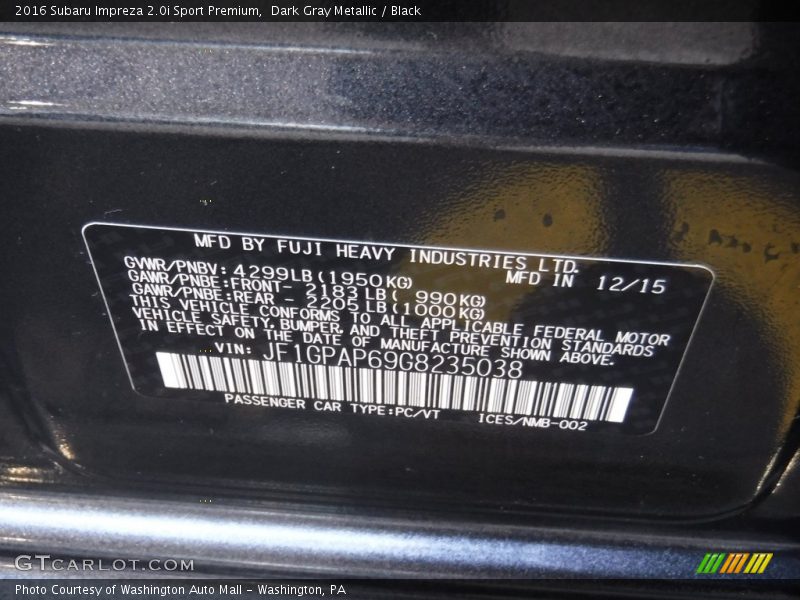 2016 Subaru Impreza 2.0i Sport Premium,  Dark Gray Metallic / Black
MFD BY FUJI HEAVY INDUSTRIES LTD.
GVWR/PNBV: 4299LB(1950KG) MFD IN 12/15
GAWR/PNBE:FRONT- 2183LB( 990KG)
GAWR/PNBE:REAR - 2205LB(1000KG)
THIS VEHICLE CONFORMS TO ALL APPLICABLE FEDERAL MOTOR
VEHICLE SAFETY, BUMPER, AND THEFT PREVENTION STANDARDS
IN EFFECT ON THE DATE OF MANUFACTURE SHOWN ABOVE.
VIN: JF1GPAP69G8235038
PASSENGER CAR TYPE:PC/VT ICES/NMB-002
GTCARLOT.COM
Photo Courtesy of Washington Auto Mall - Washington, PA